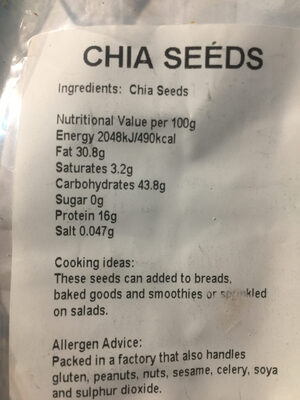 CHIA SEEDS
Ingredients: Chia Seeds
Nutritional Value per 100g
Energy 2048kJ/490kcal
Fat 30.8g
Saturates 3.2g
Carbohydrates 43.8g
Sugar 0g
Protein 16g
Salt 0.047g
Cooking ideas:
These seeds can added to breads,
baked goods and smoothies or sprinkled
on salads.
Allergen Advice:
Packed in a factory that also handles
gluten, peanuts, nuts, sesame, celery, soya
and sulphur dioxide.